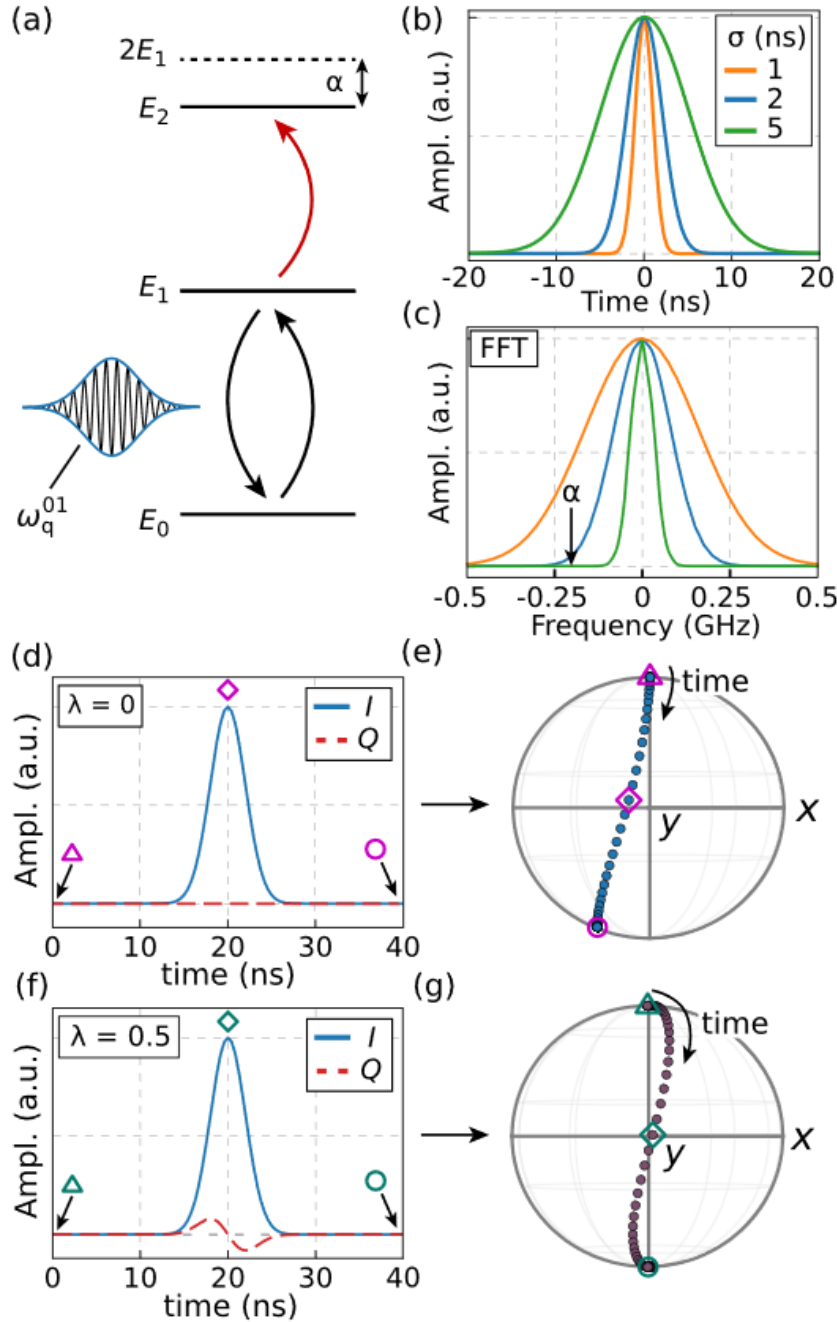 (a)
2E₁
α
E₂
E₁
E₀
ω_q^01
(b)
Ampl. (a.u.)
σ (ns)
1
2
5
-20 -10 0 10 20
Time (ns)
(c)
FFT
Ampl. (a.u.)
α
-0.5 -0.25 0 0.25 0.5
Frequency (GHz)
(d)
λ = 0
I
Q
Ampl. (a.u.)
0 10 20 30 40
time (ns)
(e)
time
x
y
(f)
λ = 0.5
I
Q
Ampl. (a.u.)
0 10 20 30 40
time (ns)
(g)
time
x
y